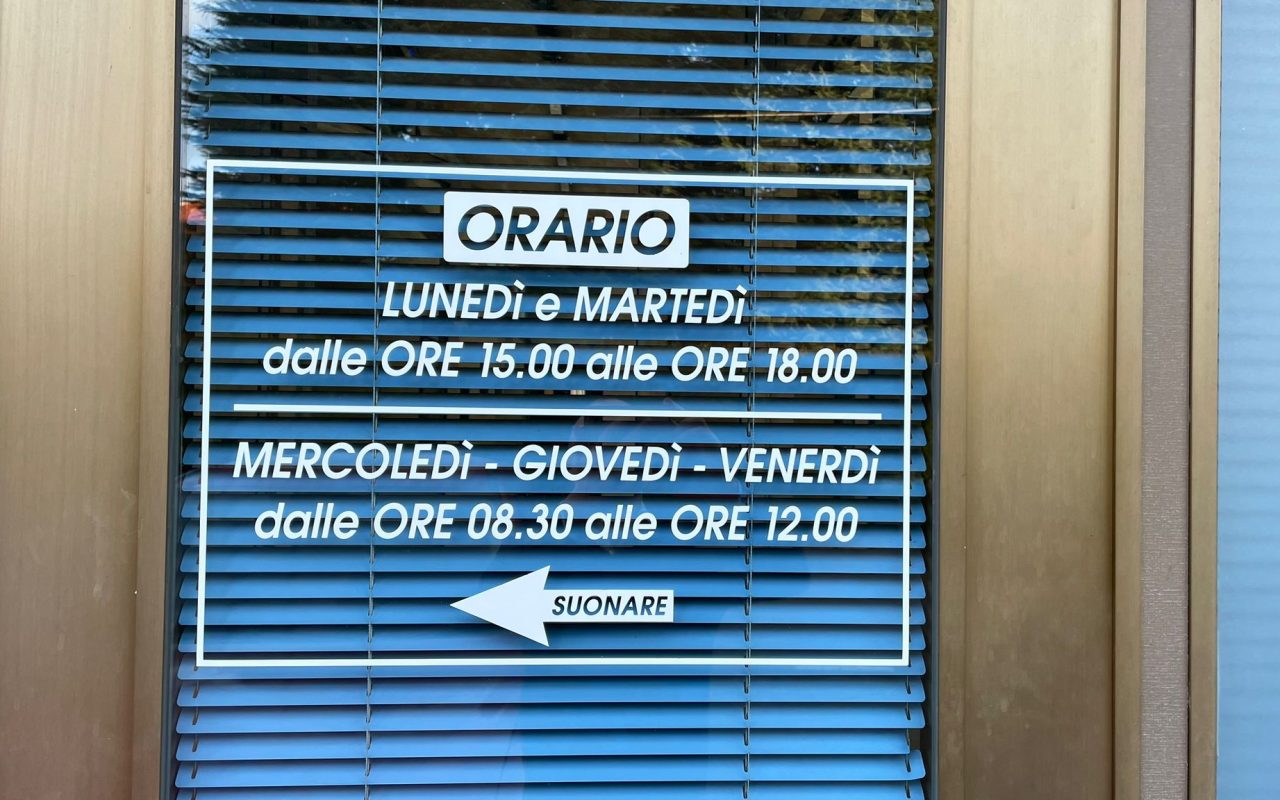 ORARIO
LUNEDì e MARTEDì
dalle ORE 15.00 alle ORE 18.00
MERCOLEDì - GIOVEDì - VENERDì
dalle ORE 08.30 alle ORE 12.00
SUONARE